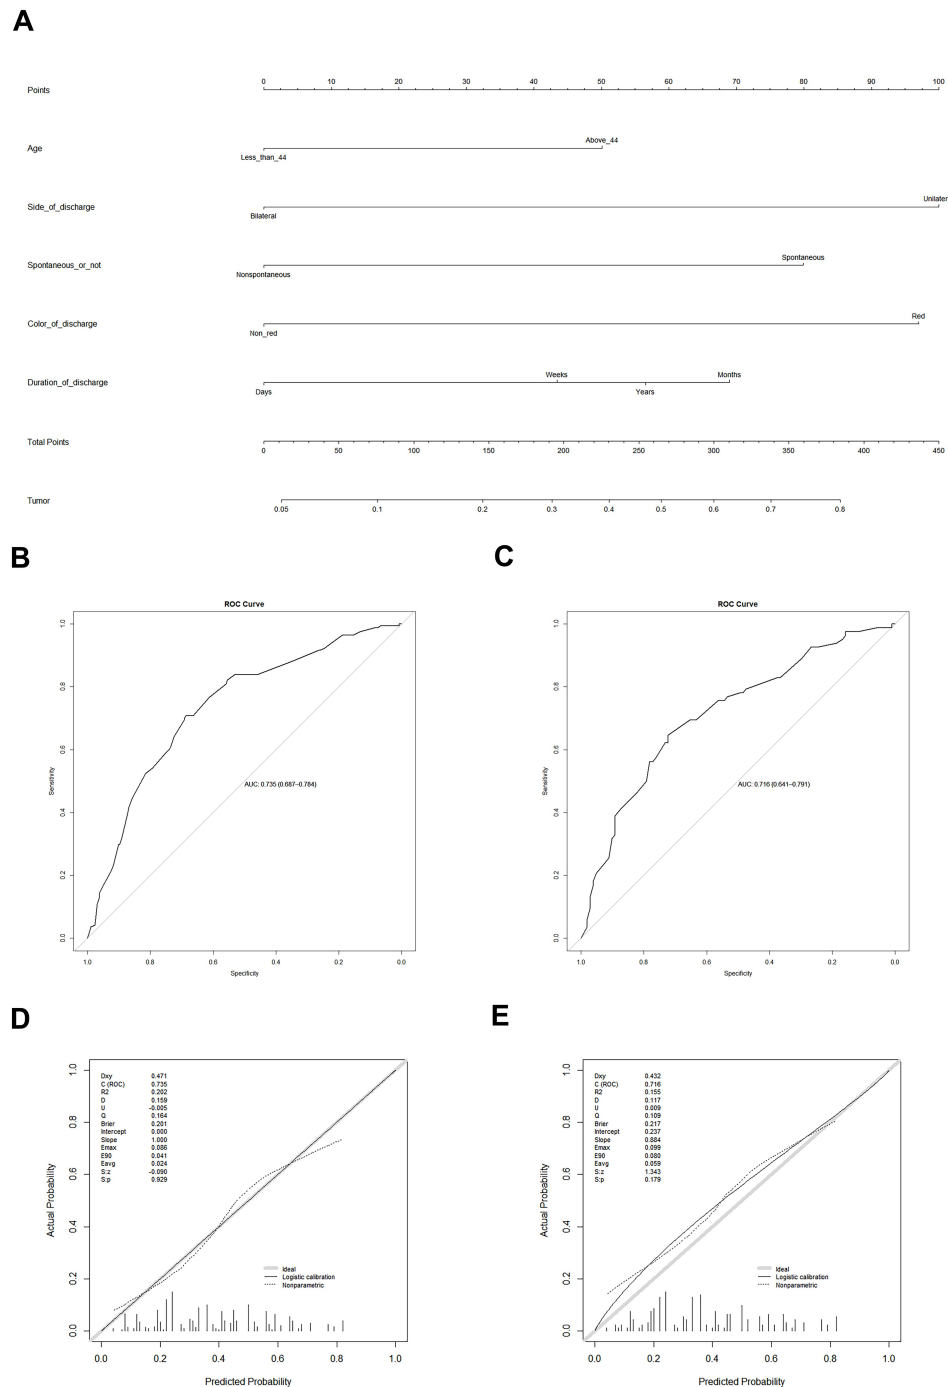 A
Points
0 10 20 30 40 50 60 70 80 90 100
Age
Above_44
Less_than_44
Side_of_discharge
Unilater
Bilateral
Spontaneous_or_not
Spontaneous
Nonspontaneous
Color_of_discharge
Red
Non_red
Duration_of_discharge
Weeks Months
Days Years
Total Points
0 50 100 150 200 250 300 350 400 450
Tumor
0.05 0.1 0.2 0.3 0.4 0.5 0.6 0.7 0.8
B
ROC Curve
Sensitivity
1.0
0.8
0.6
0.4
0.2
0.0
AUC: 0.735 (0.687–0.784)
1.0 0.8 0.6 0.4 0.2 0.0
Specificity
C
ROC Curve
Sensitivity
1.0
0.8
0.6
0.4
0.2
0.0
AUC: 0.716 (0.641–0.791)
1.0 0.8 0.6 0.4 0.2 0.0
Specificity
D
Actual Probability
1.0
0.8
0.6
0.4
0.2
0.0
Dxy 0.471
C (ROC) 0.735
R2 0.202
D 0.159
U -0.005
Q 0.164
Brier 0.201
Intercept 0.000
Slope 1.000
Emax 0.086
E90 0.041
Eavg 0.024
S:z -0.090
S:p 0.929
Ideal
Logistic calibration
Nonparametric
0.0 0.2 0.4 0.6 0.8 1.0
Predicted Probability
E
Actual Probability
1.0
0.8
0.6
0.4
0.2
0.0
Dxy 0.432
C (ROC) 0.716
R2 0.155
D 0.117
U 0.009
Q 0.109
Brier 0.217
Intercept 0.237
Slope 0.884
Emax 0.099
E90 0.080
Eavg 0.059
S:z 1.343
S:p 0.179
Ideal
Logistic calibration
Nonparametric
0.0 0.2 0.4 0.6 0.8 1.0
Predicted Probability